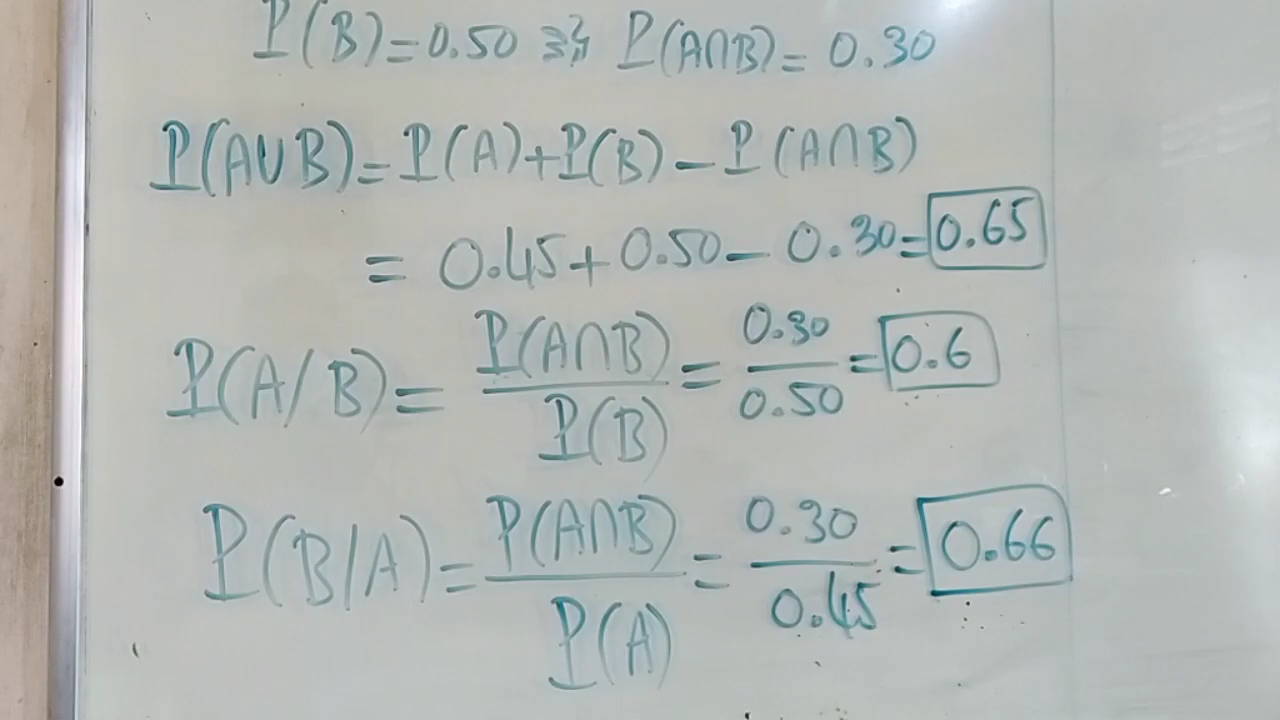 P(B)=0.50 P(A∩B)= 0.30
P(A∪B)=P(A)+P(B)-P(A∩B)
= 0.45+0.50-0.30=0.65
P(A/B)= P(A∩B)/P(B) = 0.30/0.50 = 0.6
P(B/A)= P(A∩B)/P(A) = 0.30/0.45 = 0.66